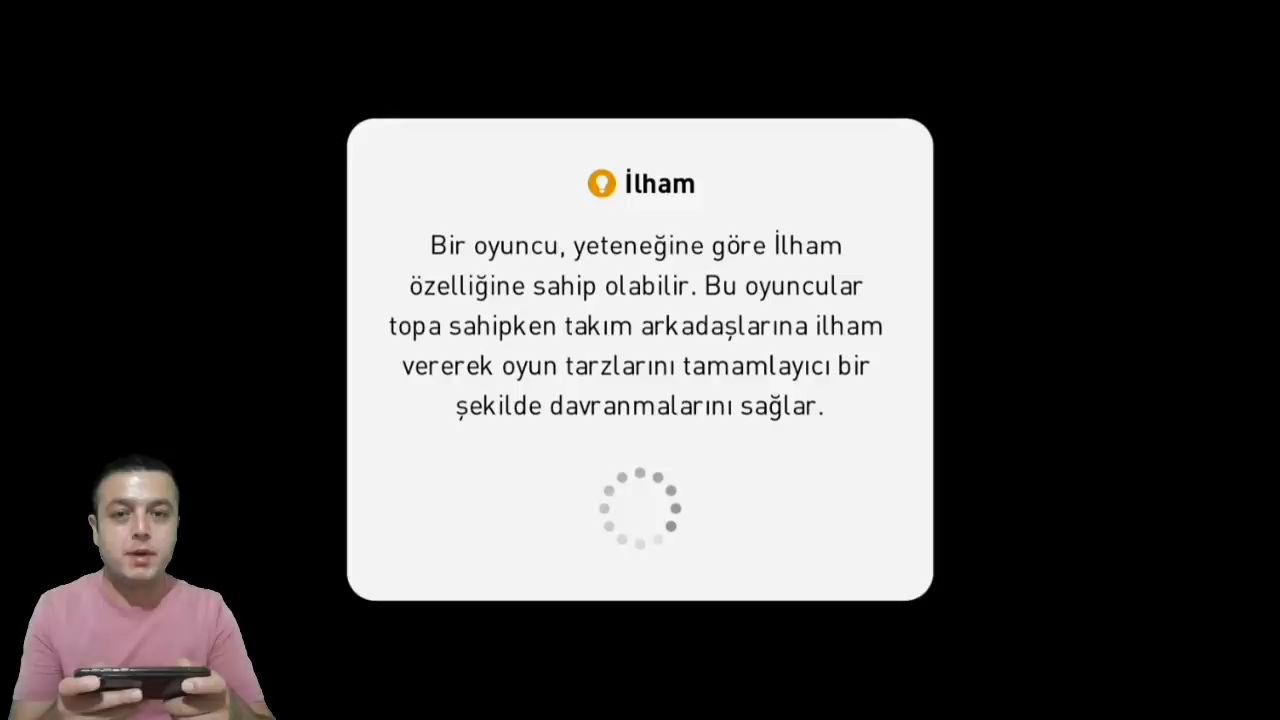 İlham
Bir oyuncu, yeteneğine göre İlham
özelliğine sahip olabilir. Bu oyuncular
topa sahipken takım arkadaşlarına ilham
vererek oyun tarzlarını tamamlayıcı bir
şekilde davranmalarını sağlar.